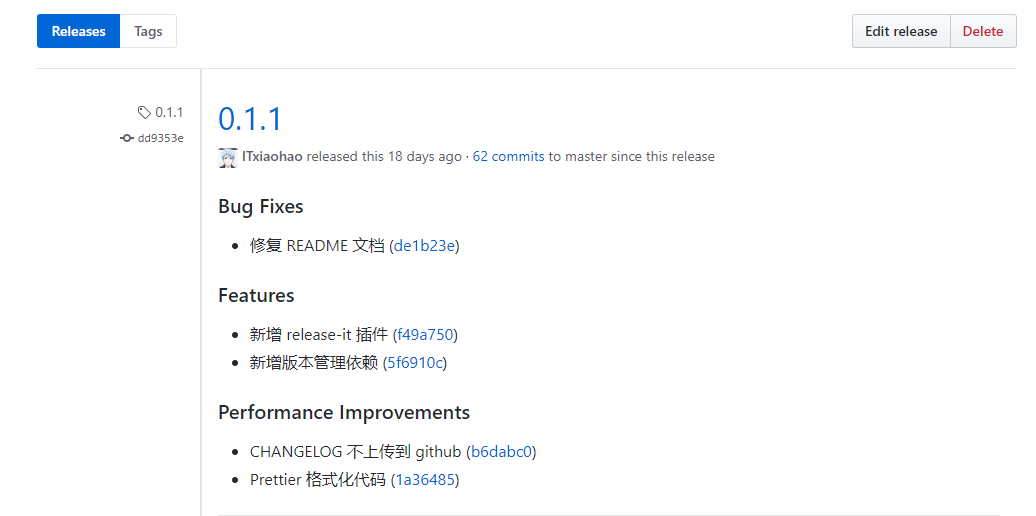 Releases Tags Edit release Delete
0.1.1
dd9353e
0.1.1
ITxiaohao released this 18 days ago · 62 commits to master since this release
Bug Fixes
• 修复 README 文档 (de1b23e)
Features
• 新增 release-it 插件 (f49a750)
• 新增版本管理依赖 (5f6910c)
Performance Improvements
• CHANGELOG 不上传到 github (b6dabc0)
• Prettier 格式化代码 (1a36485)